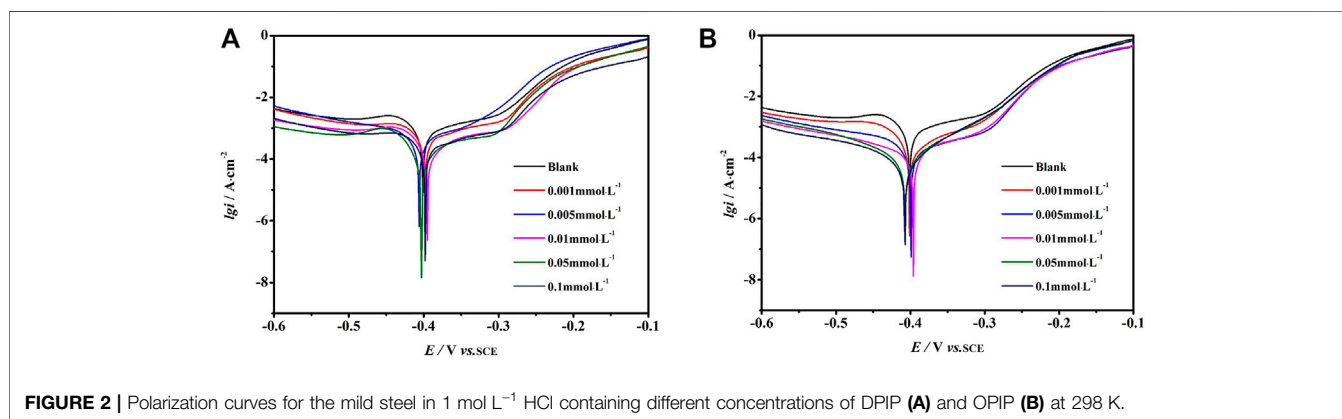 A
0
-2
-4
-6
-8
lgi / A·cm⁻²
Blank
0.001mmol·L⁻¹
0.005mmol·L⁻¹
0.01mmol·L⁻¹
0.05mmol·L⁻¹
0.1mmol·L⁻¹
-0.6 -0.5 -0.4 -0.3 -0.2 -0.1
E / V vs.SCE
B
0
-2
-4
-6
-8
lgi / A·cm⁻²
Blank
0.001mmol·L⁻¹
0.005mmol·L⁻¹
0.01mmol·L⁻¹
0.05mmol·L⁻¹
0.1mmol·L⁻¹
-0.6 -0.5 -0.4 -0.3 -0.2 -0.1
E / V vs.SCE
FIGURE 2 | Polarization curves for the mild steel in 1 mol L⁻¹ HCl containing different concentrations of DPIP (A) and OPIP (B) at 298 K.